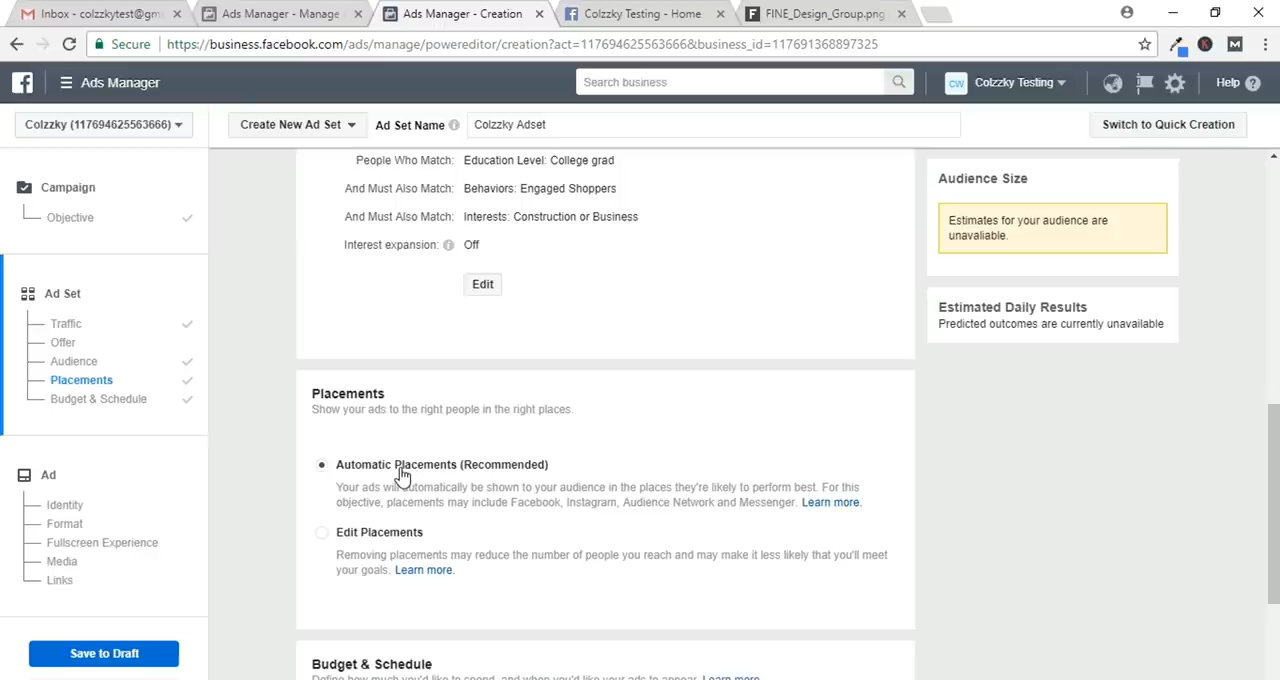 Inbox - colzzkytest@gm
Ads Manager - Manage
Ads Manager - Creation
Colzzky Testing - Home
FINE_Design_Group.png
Secure
https://business.facebook.com/ads/manage/powereditor/creation?act=117694625563666&business_id=117691368897325
Ads Manager
Search business
CW
Colzzky Testing
Help
Colzzky (117694625563666)
Create New Ad Set
Ad Set Name
Colzzky Adset
Switch to Quick Creation
Campaign
Objective
Ad Set
Traffic
Offer
Audience
Placements
Budget & Schedule
Ad
Identity
Format
Fullscreen Experience
Media
Links
Save to Draft
People Who Match: Education Level: College grad
And Must Also Match: Behaviors: Engaged Shoppers
And Must Also Match: Interests: Construction or Business
Interest expansion: Off
Edit
Placements
Show your ads to the right people in the right places.
Automatic Placements (Recommended)
Your ads will automatically be shown to your audience in the places they're likely to perform best. For this
objective, placements may include Facebook, Instagram, Audience Network and Messenger. Learn more.
Edit Placements
Removing placements may reduce the number of people you reach and may make it less likely that you'll meet
your goals. Learn more.
Budget & Schedule
Define how much you'd like to spend, and when you'd like your ads to appear. Learn more.
Audience Size
Estimates for your audience are
unavaliable.
Estimated Daily Results
Predicted outcomes are currently unavailable